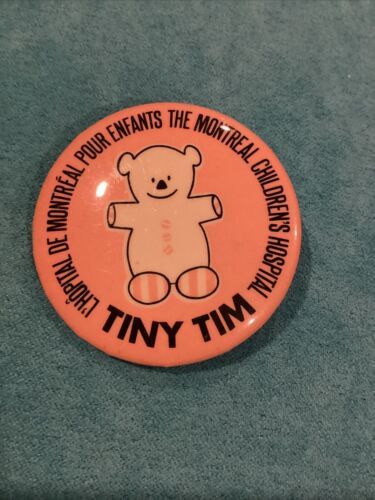 L'HÔPITAL DE MONTRÉAL POUR ENFANTS THE MONTREAL CHILDREN'S HOSPITAL
TINY TIM